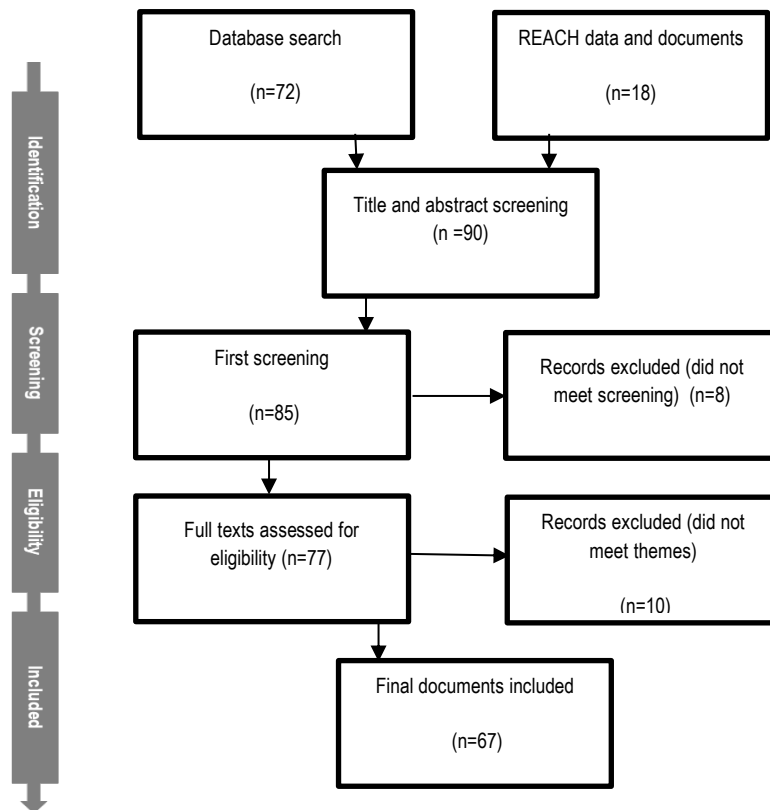 Database search
(n=72)
REACH data and documents
(n=18)
Identification
Title and abstract screening
(n =90)
Screening
First screening
(n=85)
Records excluded (did not
meet screening)  (n=8)
Eligibility
Full texts assessed for
eligibility (n=77)
Records excluded (did not
meet themes)
(n=10)
Included
Final documents included
(n=67)